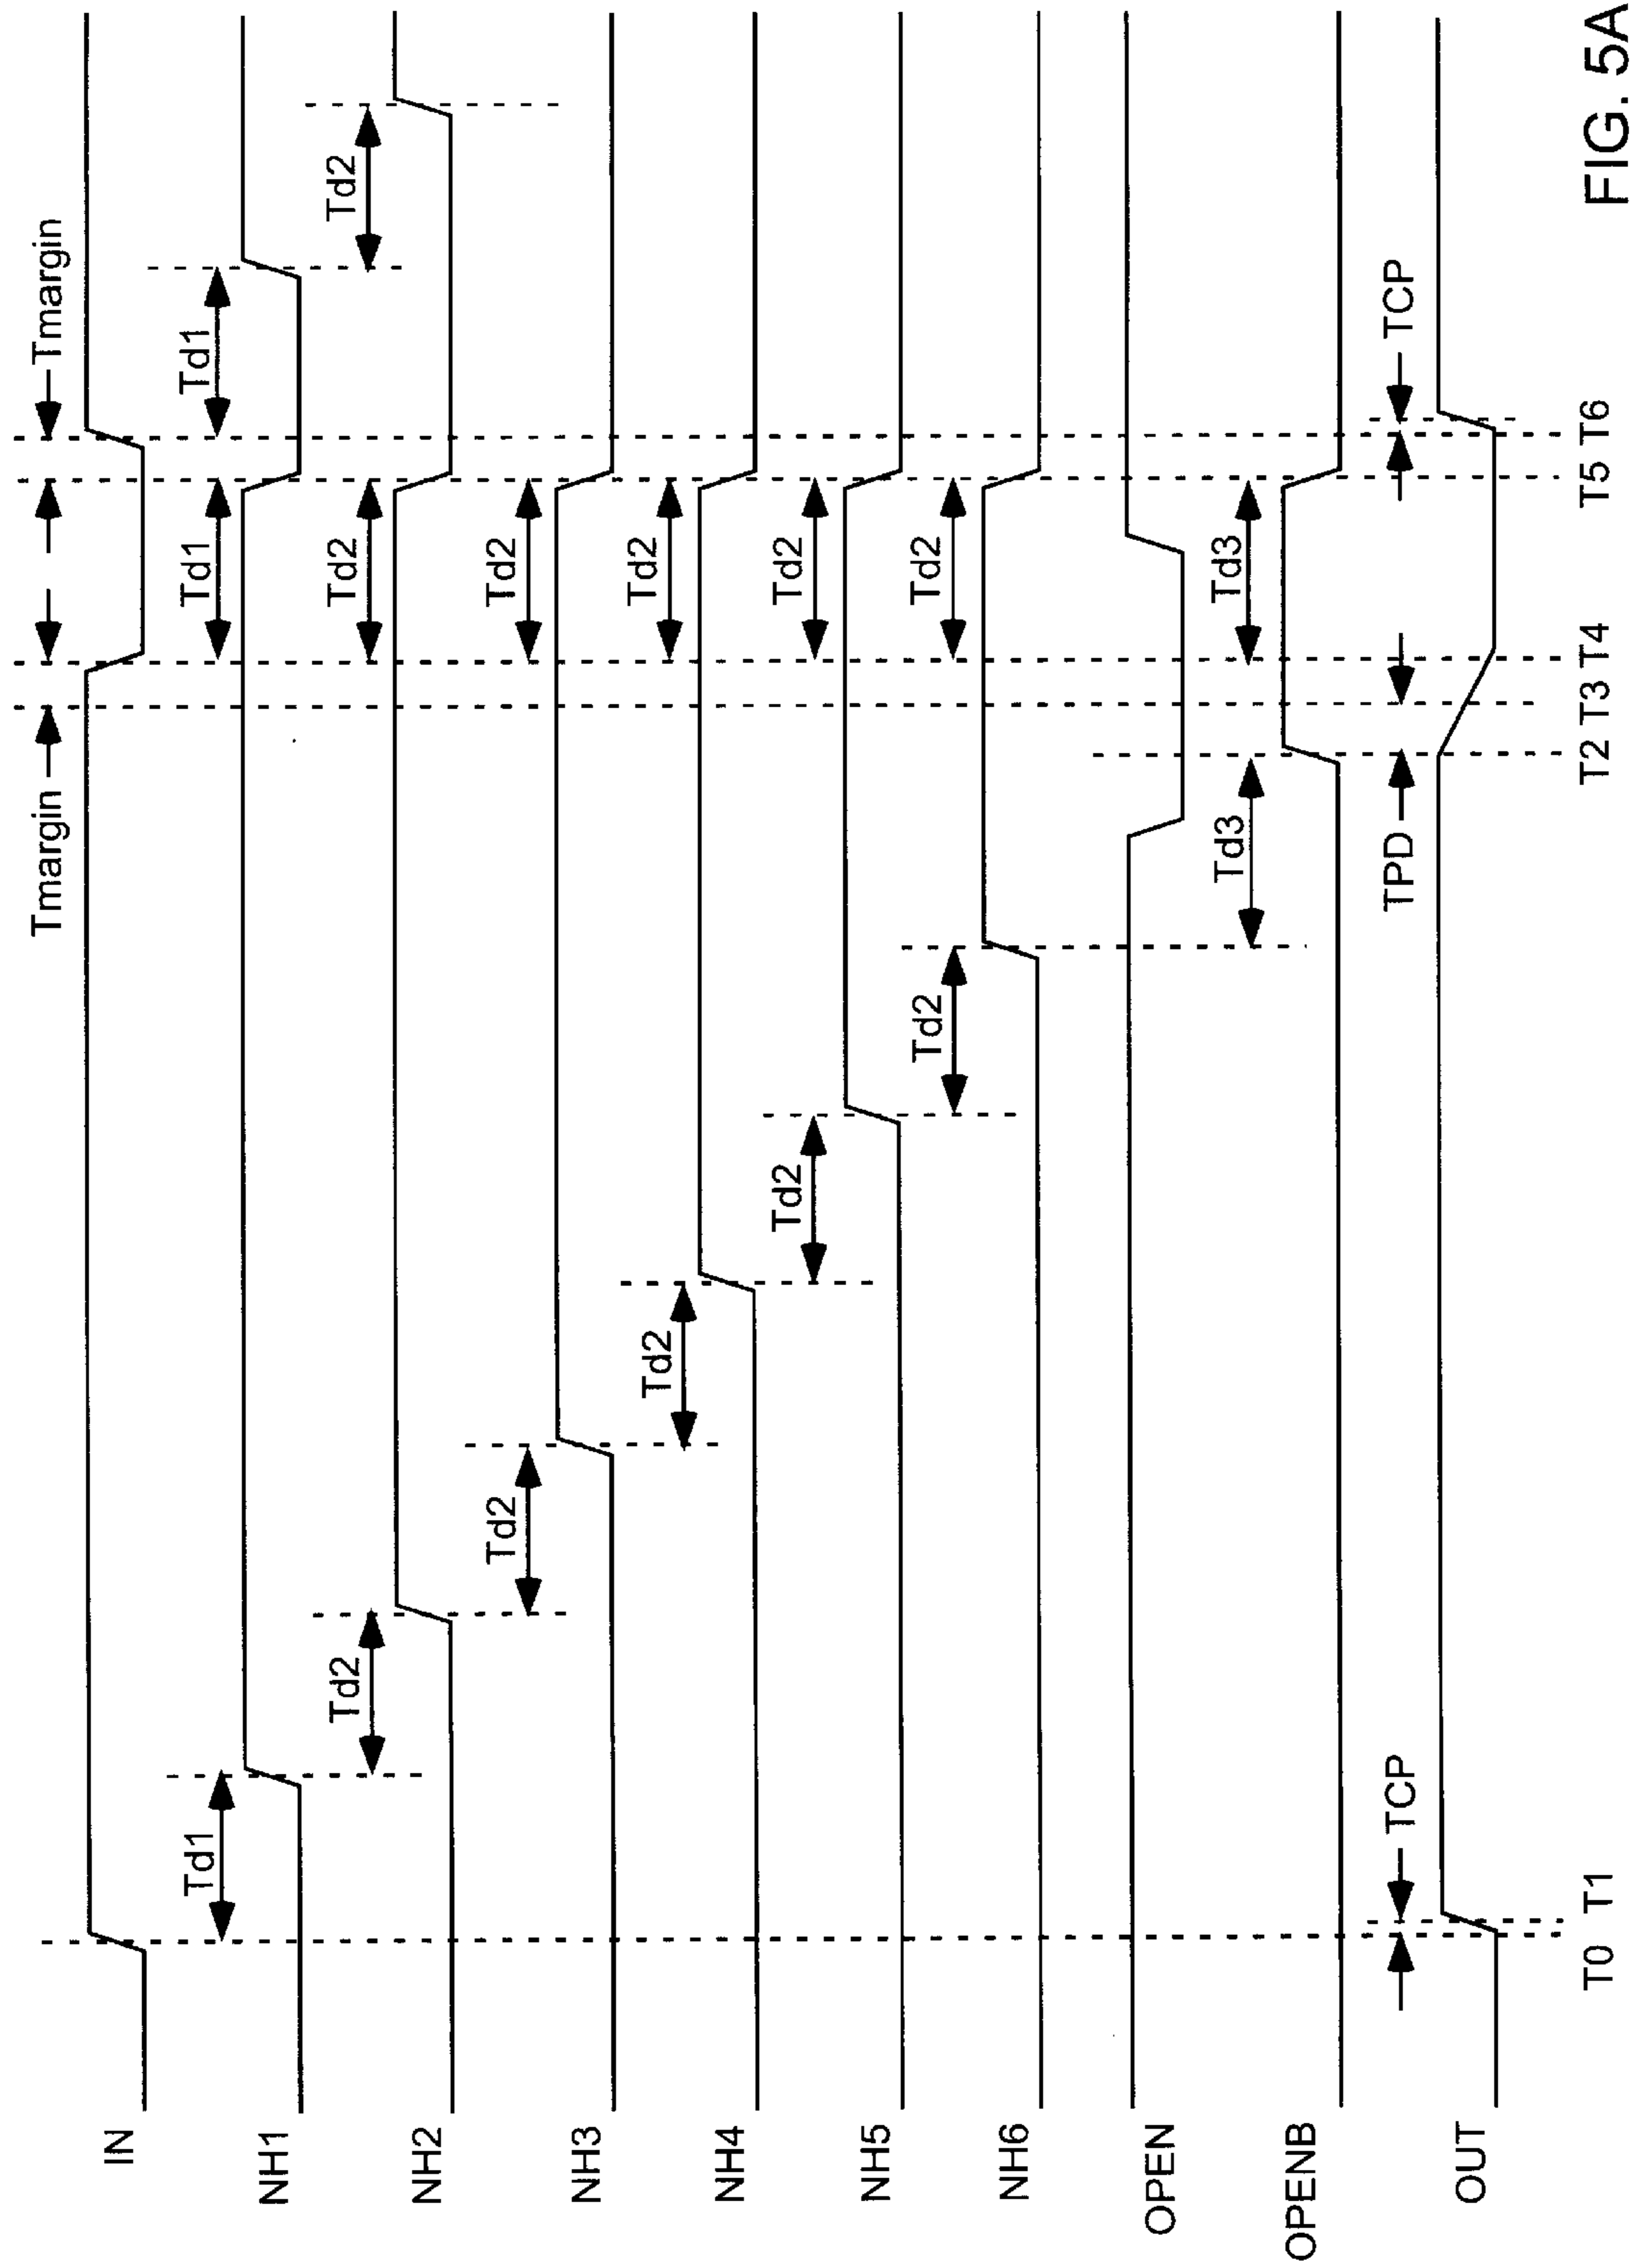 Tmargin Tmargin
IN
Td1 Td1 Td1
NH1
Td2 Td2 Td2
NH2
Td2 Td2
NH3
Td2 Td2
NH4
Td2 Td2
NH5
Td2 Td2
NH6
OPEN
Td3 Td3
OPENB
TCP TPD TCP
OUT
T0 T1 T2 T3 T4 T5 T6
FIG. 5A